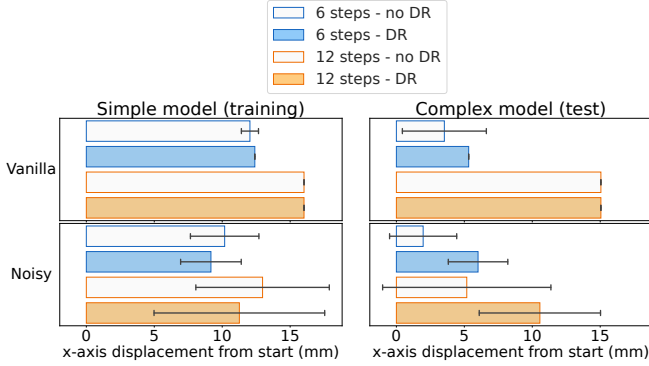 6 steps - no DR
6 steps - DR
12 steps - no DR
12 steps - DR
Simple model (training)
Complex model (test)
Vanilla
Noisy
0 5 10 15
0 5 10 15
x-axis displacement from start (mm)
x-axis displacement from start (mm)